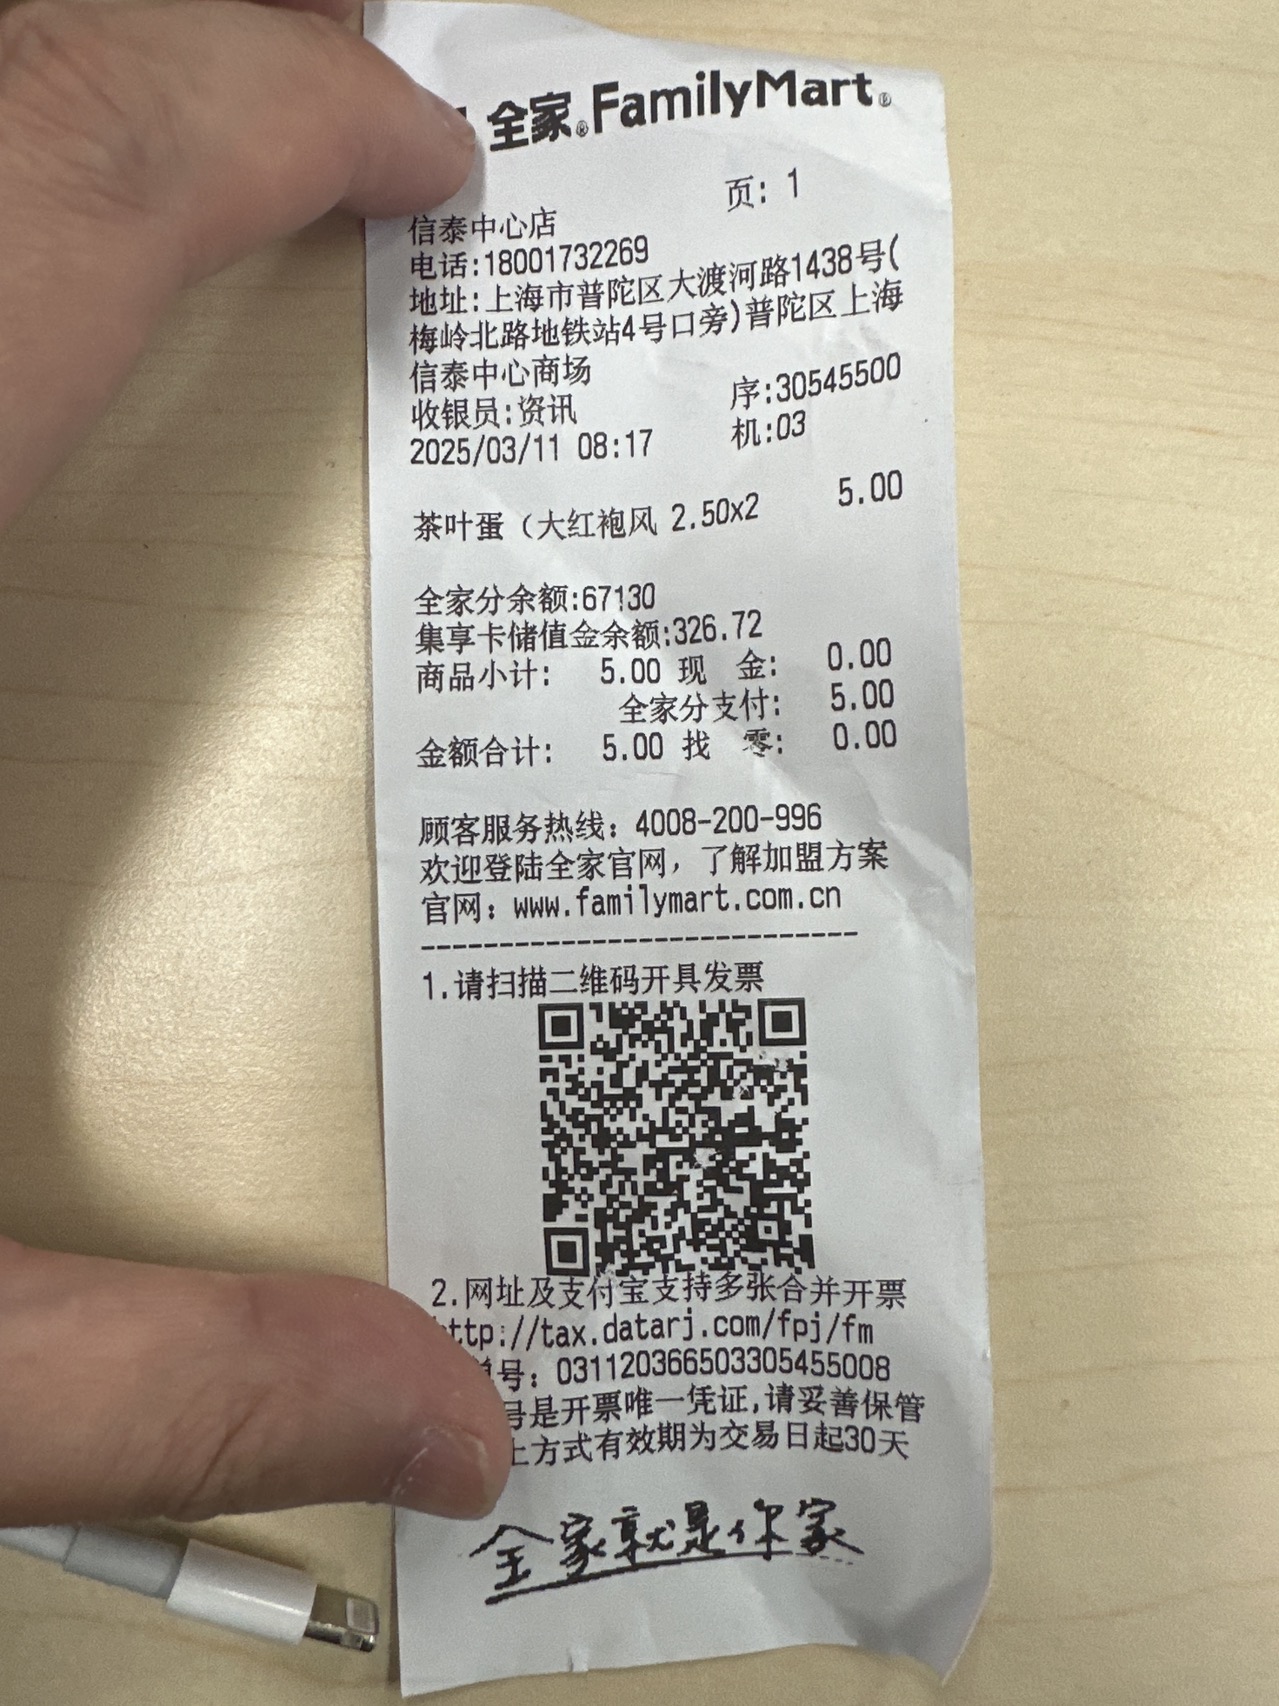 全家®FamilyMart®
页: 1
信泰中心店
电话:18001732269
地址:上海市普陀区大渡河路1438号(
梅岭北路地铁站4号口旁)普陀区上海
信泰中心商场
收银员:资讯 序:30545500
2025/03/11 08:17 机:03
茶叶蛋（大红袍风 2.50x2 5.00
全家分余额:67130
集享卡储值金余额:326.72
商品小计: 5.00 现 金: 0.00
全家分支付: 5.00
金额合计: 5.00 找 零: 0.00
顾客服务热线：4008-200-996
欢迎登陆全家官网，了解加盟方案
官网：www.familymart.com.cn
----------------------------
1.请扫描二维码开具发票
2.网址及支付宝支持多张合并开票
ttp://tax.datarj.com/fpj/fm
号：031120366503305455008
号是开票唯一凭证,请妥善保管
上方式有效期为交易日起30天
全家就是你家